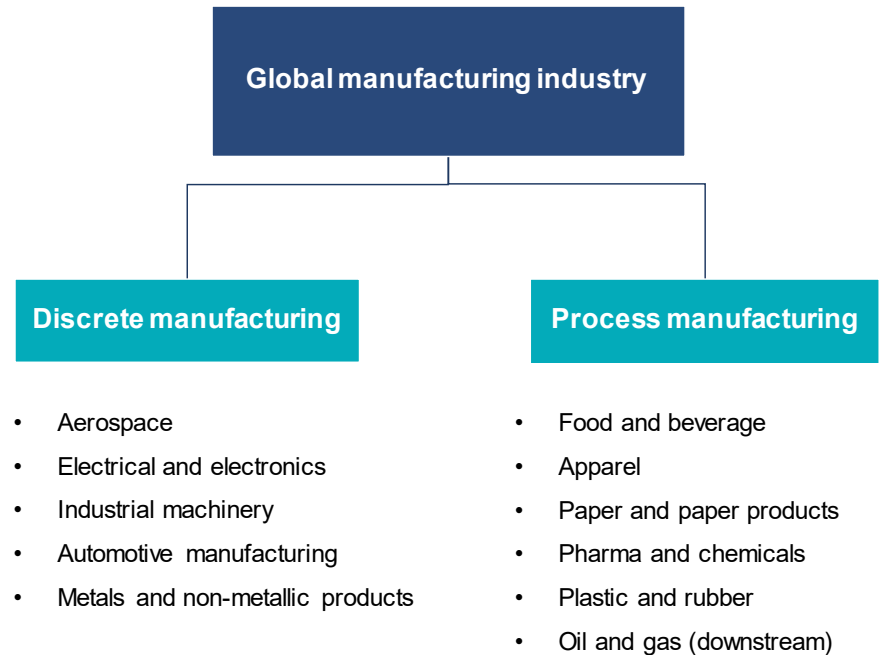 Global manufacturing industry
Discrete manufacturing
• Aerospace
• Electrical and electronics
• Industrial machinery
• Automotive manufacturing
• Metals and non-metallic products
Process manufacturing
• Food and beverage
• Apparel
• Paper and paper products
• Pharma and chemicals
• Plastic and rubber
• Oil and gas (downstream)